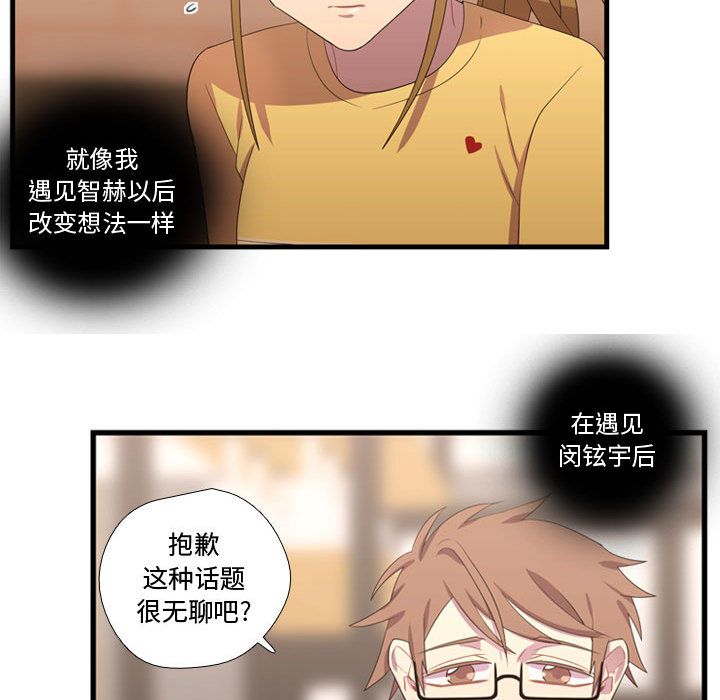 就像我
遇见智赫以后
改变想法一样
在遇见
闵铉宇后
抱歉
这种话题
很无聊吧?